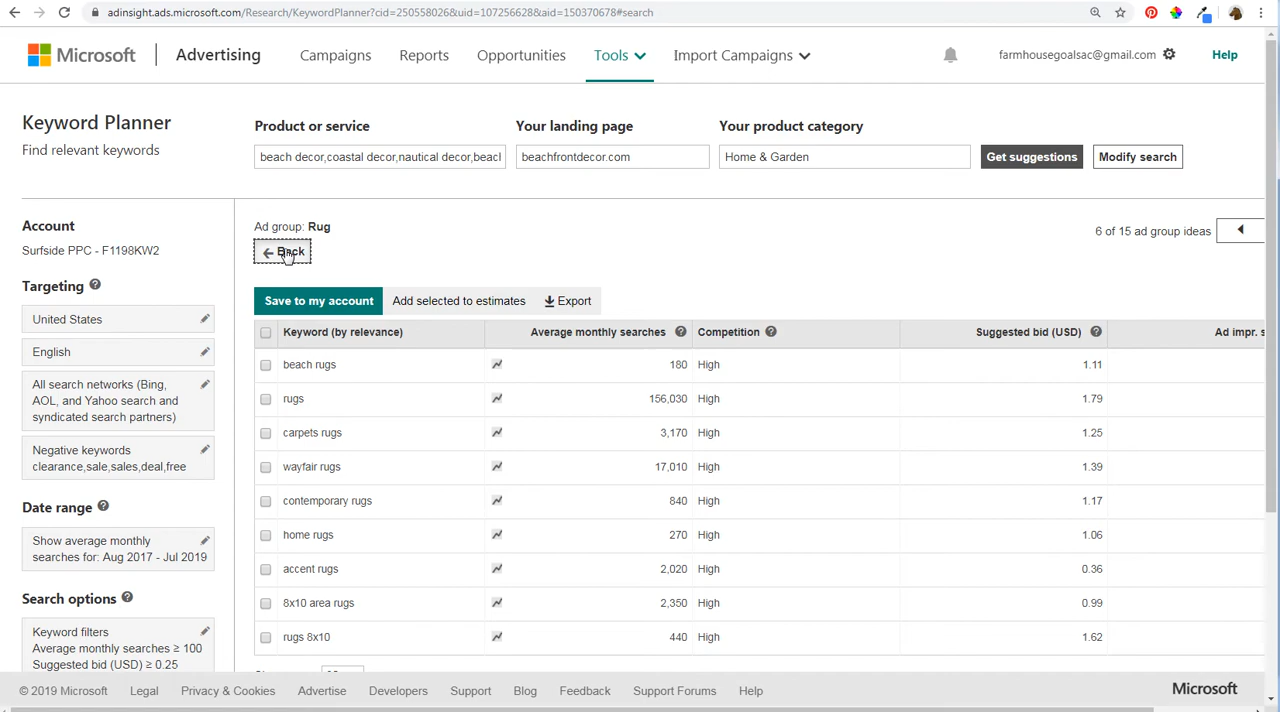 adinsight.ads.microsoft.com/Research/KeywordPlanner?cid=250558026&uid=107256628&aid=150370678#search
Microsoft | Advertising Campaigns Reports Opportunities Tools Import Campaigns farmhousegoalsac@gmail.com Help
Keyword Planner
Find relevant keywords
Product or service Your landing page Your product category
beach decor,coastal decor,nautical decor,beacl beachfrontdecor.com Home & Garden Get suggestions Modify search
Account
Surfside PPC - F1198KW2
Targeting
United States
English
All search networks (Bing,
AOL, and Yahoo search and
syndicated search partners)
Negative keywords
clearance,sale,sales,deal,free
Date range
Show average monthly
searches for: Aug 2017 - Jul 2019
Search options
Keyword filters
Average monthly searches ≥ 100
Suggested bid (USD) ≥ 0.25
Ad group: Rug
6 of 15 ad group ideas
Back
Save to my account Add selected to estimates Export
Keyword (by relevance) Average monthly searches Competition Suggested bid (USD) Ad impr.
beach rugs 180 High 1.11
rugs 156,030 High 1.79
carpets rugs 3,170 High 1.25
wayfair rugs 17,010 High 1.39
contemporary rugs 840 High 1.17
home rugs 270 High 1.06
accent rugs 2,020 High 0.36
8x10 area rugs 2,350 High 0.99
rugs 8x10 440 High 1.62
© 2019 Microsoft Legal Privacy & Cookies Advertise Developers Support Blog Feedback Support Forums Help Microsoft